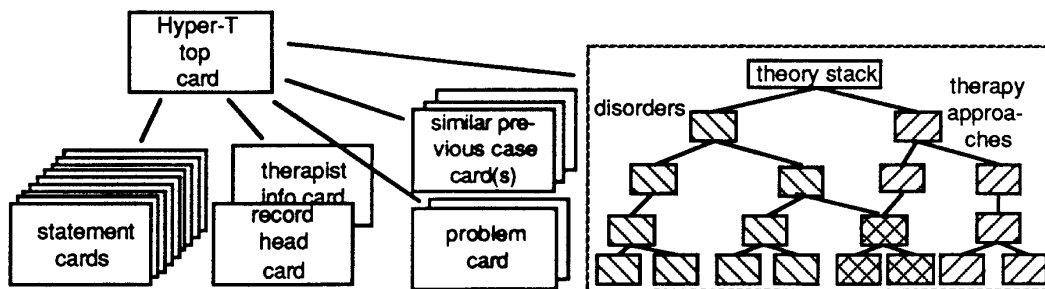 Hyper-T
top
card
statement
cards
therapist
info card
record
head
card
similar pre-
vious case
card(s)
problem
card
theory stack
disorders
therapy
approa-
ches